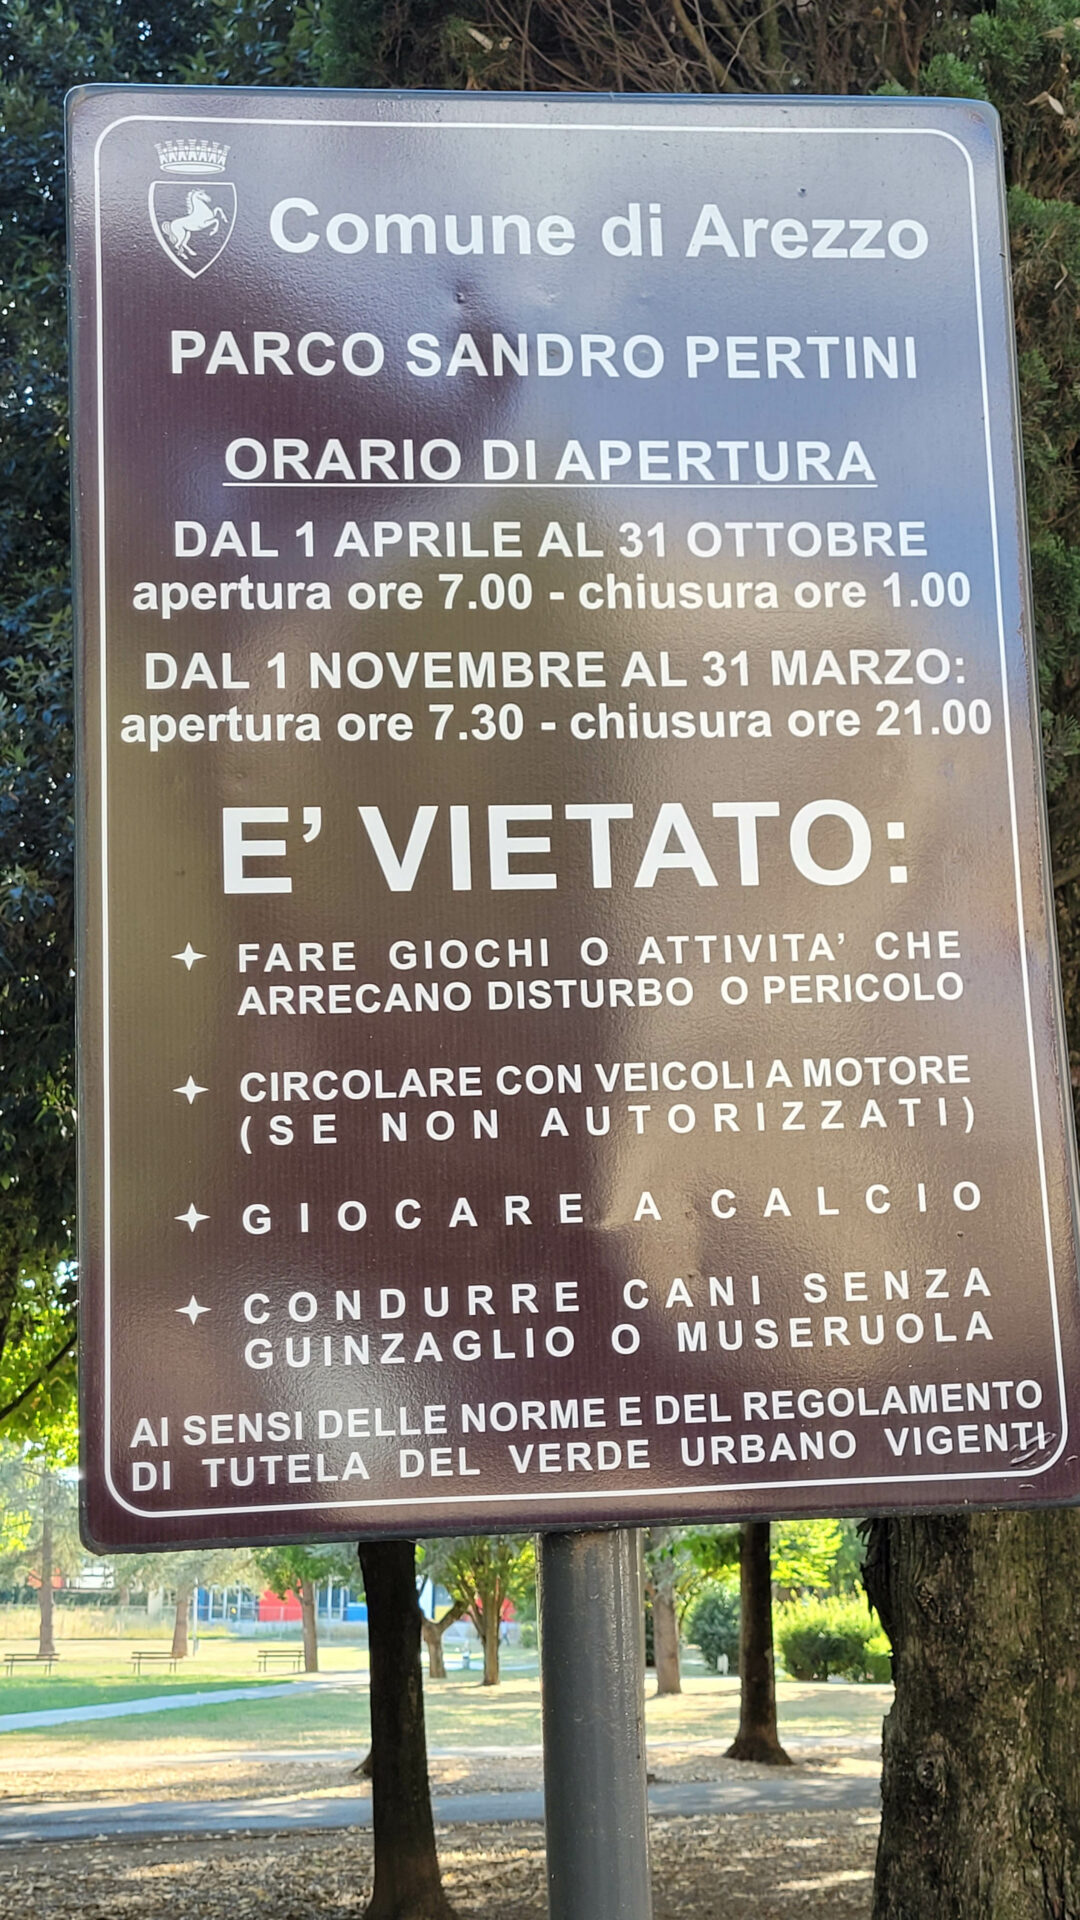 Comune di Arezzo
PARCO SANDRO PERTINI
ORARIO DI APERTURA
DAL 1 APRILE AL 31 OTTOBRE
apertura ore 7.00 - chiusura ore 1.00
DAL 1 NOVEMBRE AL 31 MARZO:
apertura ore 7.30 - chiusura ore 21.00
E' VIETATO:
FARE GIOCHI O ATTIVITA' CHE
ARRECANO DISTURBO O PERICOLO
CIRCOLARE CON VEICOLI A MOTORE
(SE NON AUTORIZZATI)
GIOCARE A CALCIO
CONDURRE CANI SENZA
GUINZAGLIO O MUSERUOLA
AI SENSI DELLE NORME E DEL REGOLAMENTO
DI TUTELA DEL VERDE URBANO VIGENTI